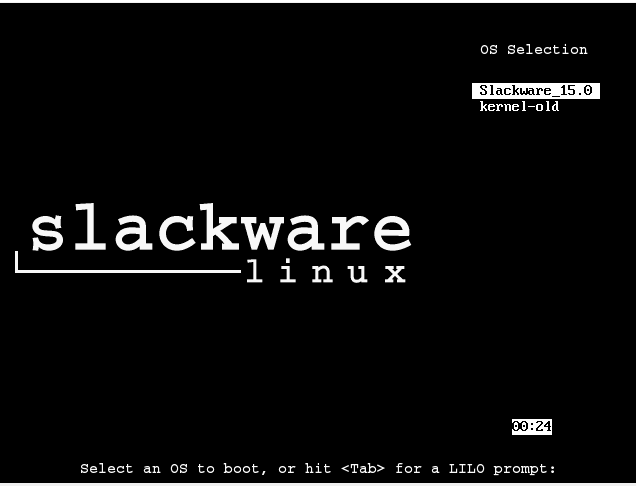 OS Selection
Slackware_15.0
kernel-old
slackware
linux
00:24
Select an OS to boot, or hit <Tab> for a LILO prompt: